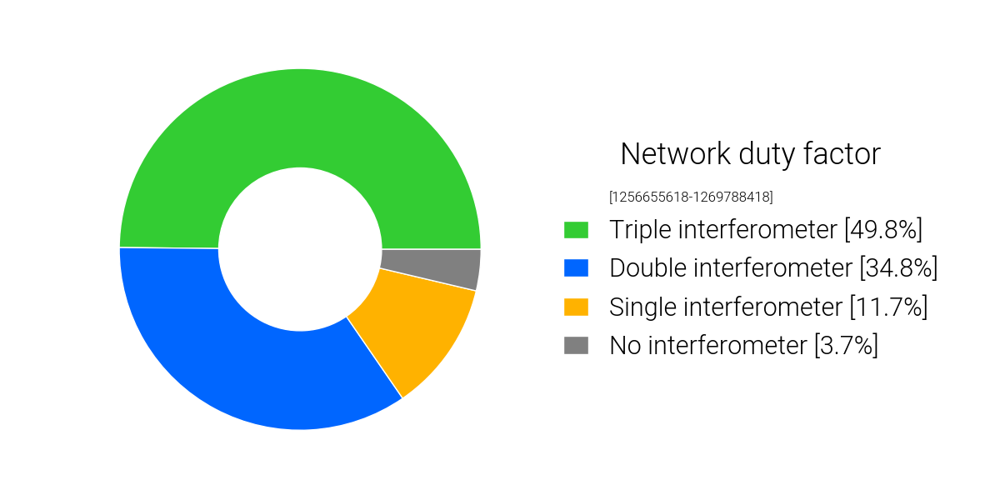 Network duty factor
[1256655618-1269788418]
Triple interferometer [49.8%]
Double interferometer [34.8%]
Single interferometer [11.7%]
No interferometer [3.7%]